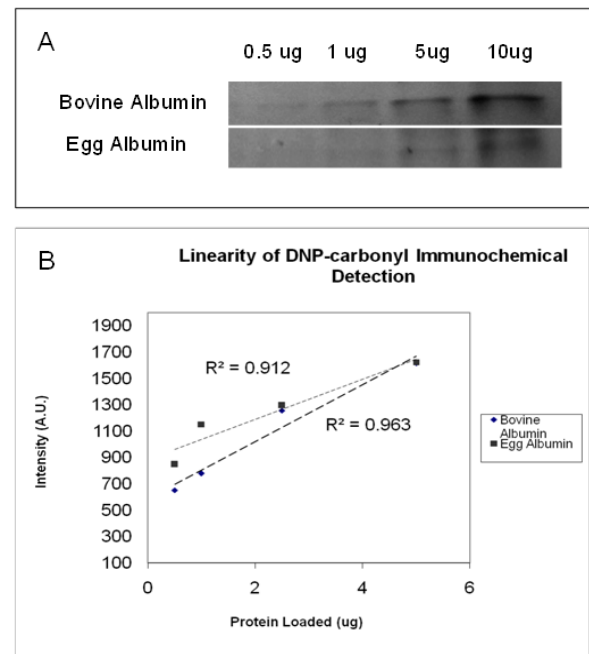 A
0.5 ug 1 ug 5ug 10ug
Bovine Albumin
Egg Albumin
B
Linearity of DNP-carbonyl Immunochemical
Detection
1900
1700
1500
1300
1100
900
700
500
300
100
Intensity (A.U.)
R² = 0.912
R² = 0.963
Bovine
Albumin
Egg Albumin
0 2 4 6
Protein Loaded (ug)